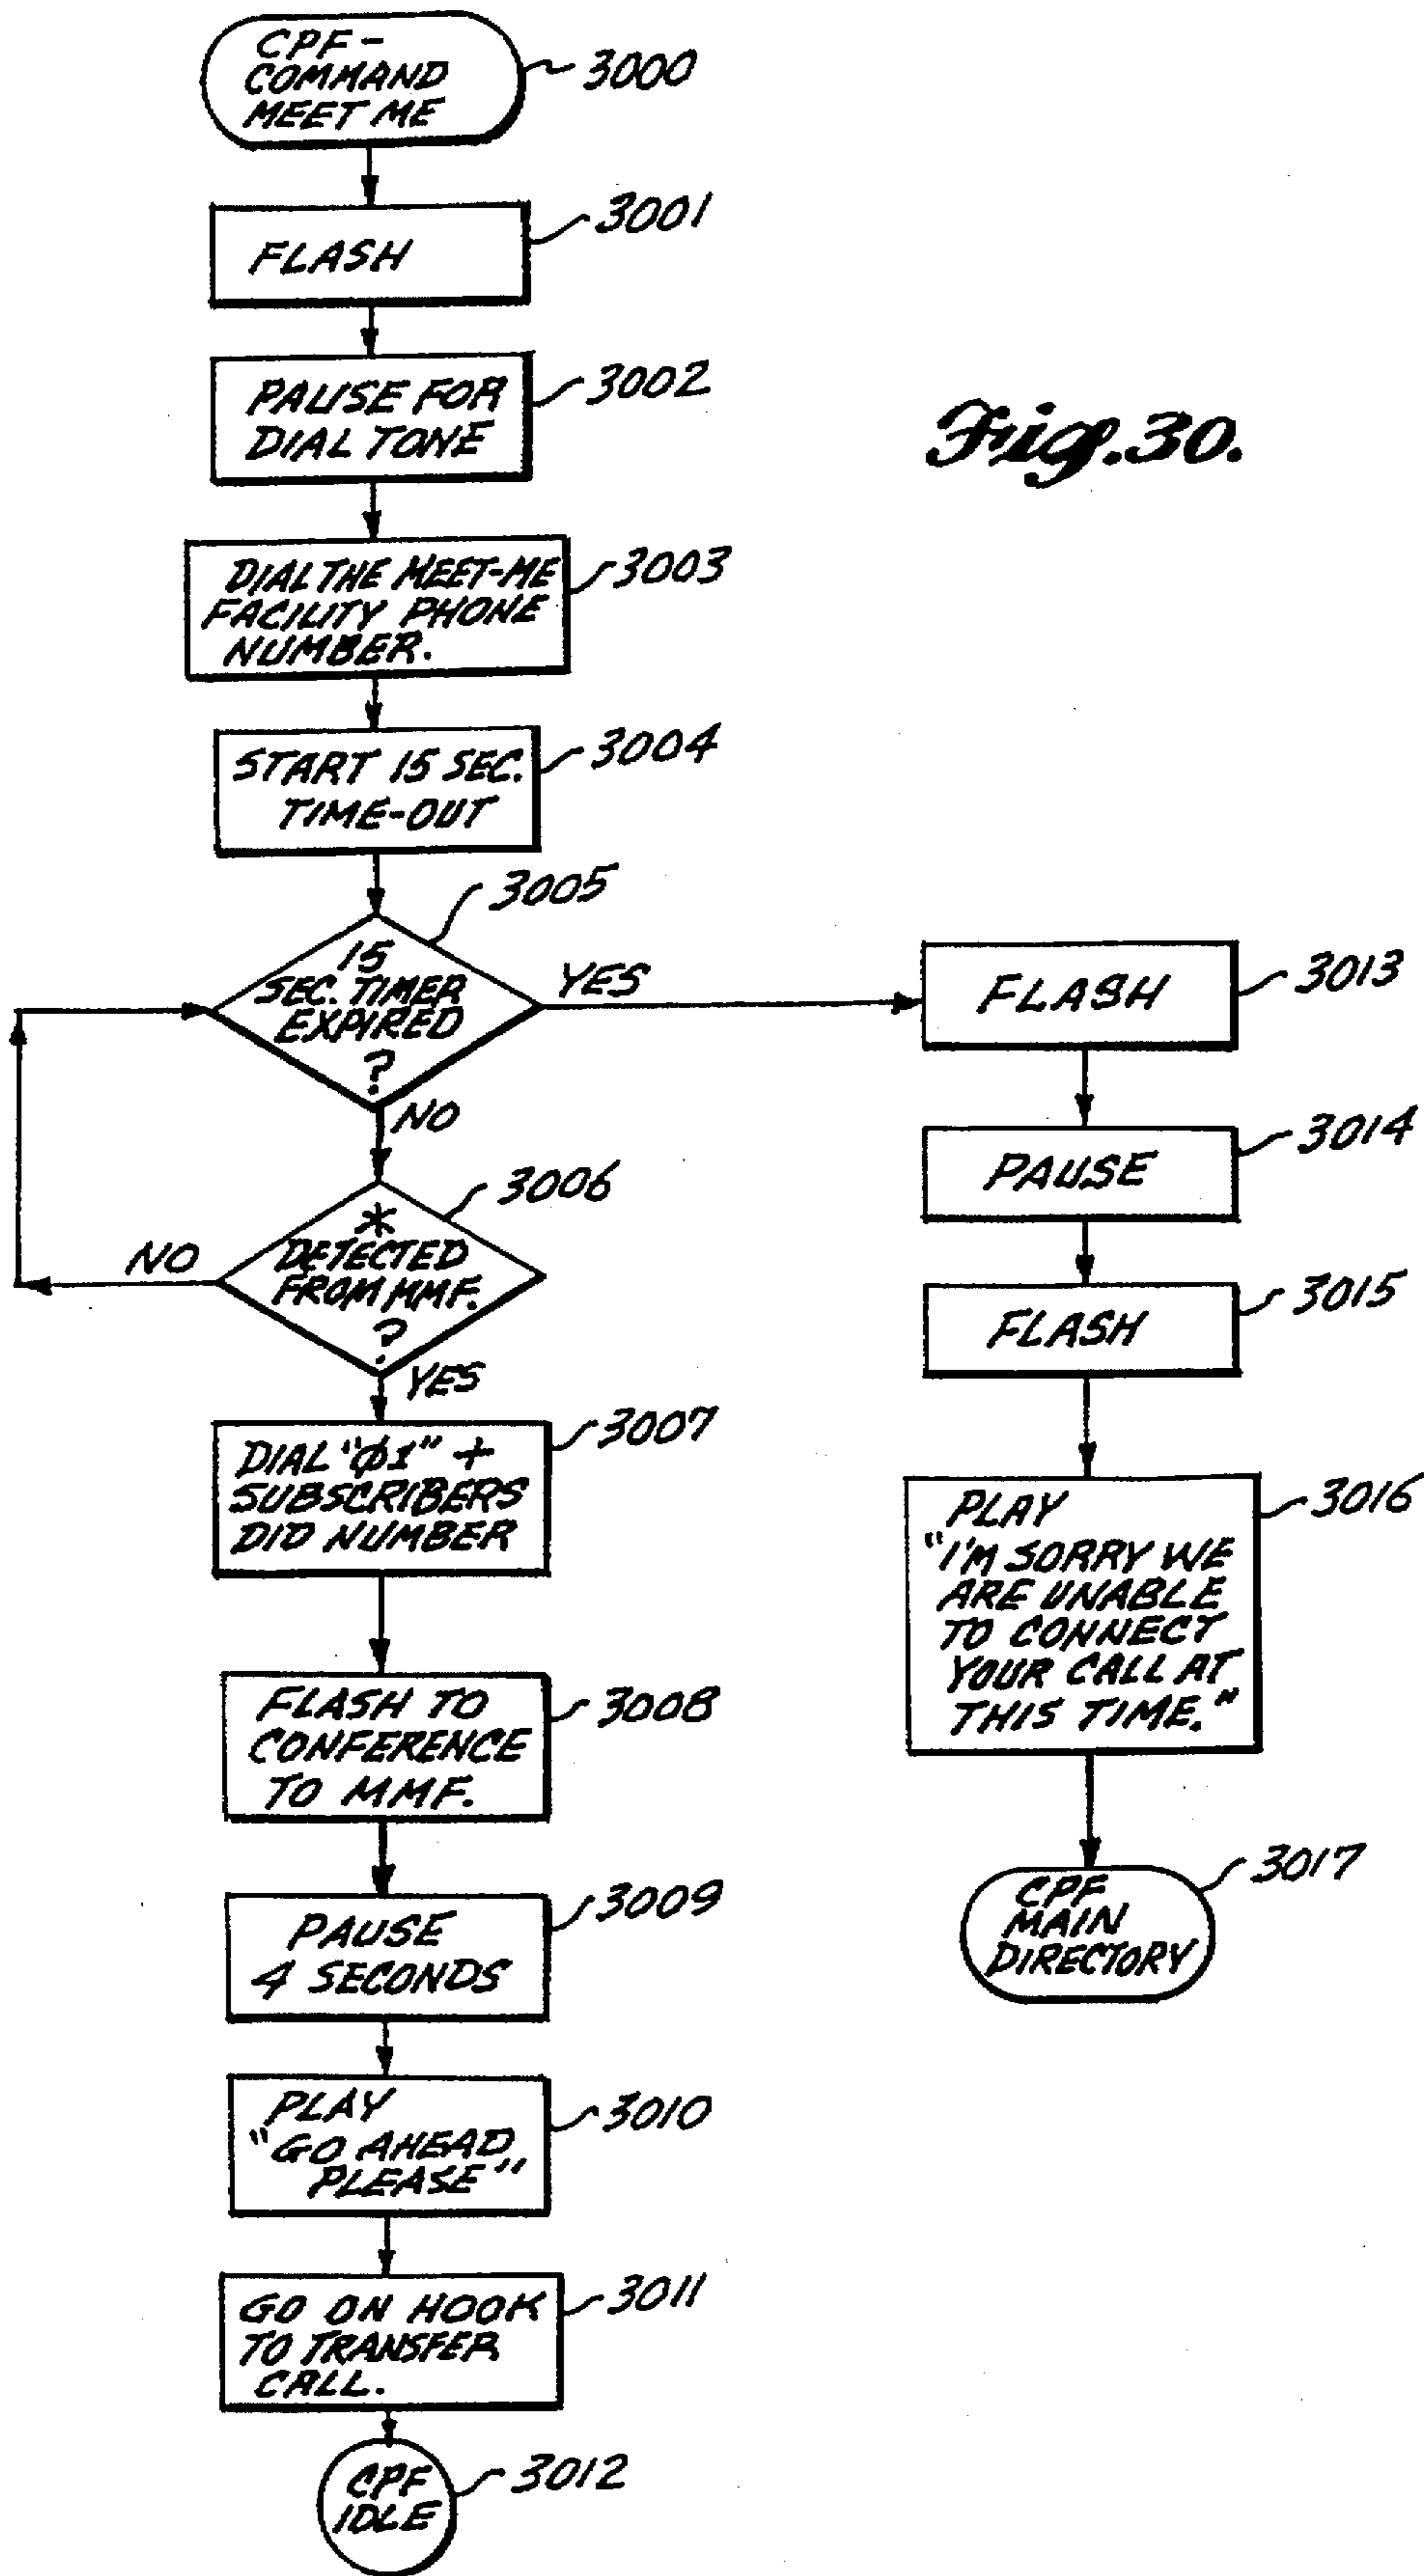 CPF-
COMMAND
MEET ME
3000
FLASH
3001
PAUSE FOR
DIAL TONE
3002
Fig. 30.
DIAL THE MEET-ME
FACILITY PHONE
NUMBER.
3003
START 15 SEC.
TIME-OUT
3004
15
SEC. TIMER
EXPIRED
?
3005
YES
NO
*
DETECTED
FROM MMF.
?
3006
NO
YES
DIAL "φ1" +
SUBSCRIBERS
DID NUMBER
3007
FLASH TO
CONFERENCE
TO MMF.
3008
PAUSE
4 SECONDS
3009
PLAY
"GO AHEAD
PLEASE"
3010
GO ON HOOK
TO TRANSFER
CALL.
3011
CPF
IDLE
3012
FLASH
3013
PAUSE
3014
FLASH
3015
PLAY
"I'M SORRY WE
ARE UNABLE
TO CONNECT
YOUR CALL AT
THIS TIME."
3016
CPF
MAIN
DIRECTORY
3017